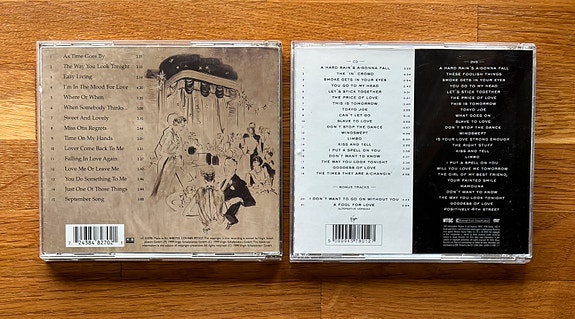 As Time Goes By
The Way You Look Tonight
Easy Living
I'm In The Mood For Love
Where Or When
When Somebody Thinks...
Sweet And Lovely
Miss Otis Regrets
Time On My Hands
Lover Come Back To Me
Falling In Love Again
Love Me Or Leave Me
You Do Something To Me
Just One Of Those Things
September Song
7 24384 82702
CD
A HARD RAIN'S A-GONNA FALL
THE 'IN' CROWD
SMOKE GETS IN YOUR EYES
YOU GO TO MY HEAD
LET'S STICK TOGETHER
THE PRICE OF LOVE
THIS IS TOMORROW
TOKYO JOE
CAN'T LET GO
SLAVE TO LOVE
DON'T STOP THE DANCE
WINDSWEPT
LIMBO
KISS AND TELL
I PUT A SPELL ON YOU
DON'T WANT TO KNOW
THE WAY YOU LOOK TONIGHT
GODDESS OF LOVE
THE TIMES THEY ARE A-CHANGIN'
BONUS TRACKS
I DON'T WANT TO GO ON WITHOUT YOU
A FOOL FOR LOVE
Virgin
DVD
A HARD RAIN'S A-GONNA FALL
THESE FOOLISH THINGS
SMOKE GETS IN YOUR EYES
YOU GO TO MY HEAD
LET'S STICK TOGETHER
THE PRICE OF LOVE
THIS IS TOMORROW
TOKYO JOE
WHAT GOES ON
SLAVE TO LOVE
DON'T STOP THE DANCE
WINDSWEPT
IS YOUR LOVE STRONG ENOUGH
THE RIGHT STUFF
KISS AND TELL
LIMBO
I PUT A SPELL ON YOU
WILL YOU LOVE ME TOMORROW
THE GIRL OF MY BEST FRIEND
YOUR PAINTED SMILE
MAMOUNA
DON'T WANT TO KNOW
THE WAY YOU LOOK TONIGHT
GODDESS OF LOVE
POSITIVELY 4TH STREET
NTSC